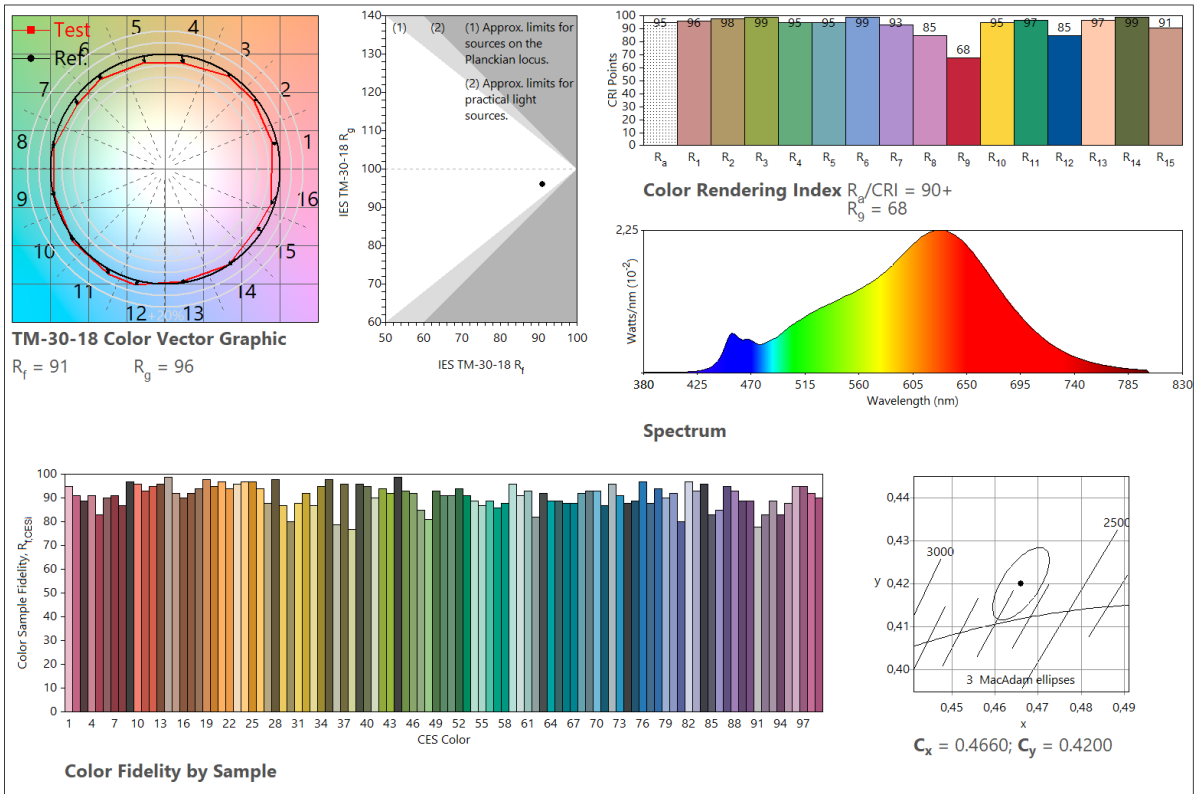 Test
Ref.
1
2
3
4
5
6
7
8
9
10
11
12
13
14
15
16
+20%
TM-30-18 Color Vector Graphic
Rf = 91 Rg = 96
IES TM-30-18 Rg
140
130
120
110
100
90
80
70
60
(1) (2)
(1) Approx. limits for
sources on the
Planckian locus.
(2) Approx. limits for
practical light
sources.
50 60 70 80 90 100
IES TM-30-18 Rf
CRI Points
100
90
80
70
60
50
40
30
20
10
0
95 96 98 99 95 95 99 93 85 68 95 97 85 97 99 91
Ra R1 R2 R3 R4 R5 R6 R7 R8 R9 R10 R11 R12 R13 R14 R15
Color Rendering Index Ra/CRI = 90+
R9 = 68
2,25
Watts/nm (10-2)
0
380 425 470 515 560 605 650 695 740 785 830
Wavelength (nm)
Spectrum
Color Sample Fidelity, Rf,CESi
100
90
80
70
60
50
40
30
20
10
0
1 4 7 10 13 16 19 22 25 28 31 34 37 40 43 46 49 52 55 58 61 64 67 70 73 76 79 82 85 88 91 94 97
CES Color
Color Fidelity by Sample
0,44
0,43
y 0,42
0,41
0,40
3000
2500
3 MacAdam ellipses
0,45 0,46 0,47 0,48 0,49
x
Cx = 0.4660; Cy = 0.4200